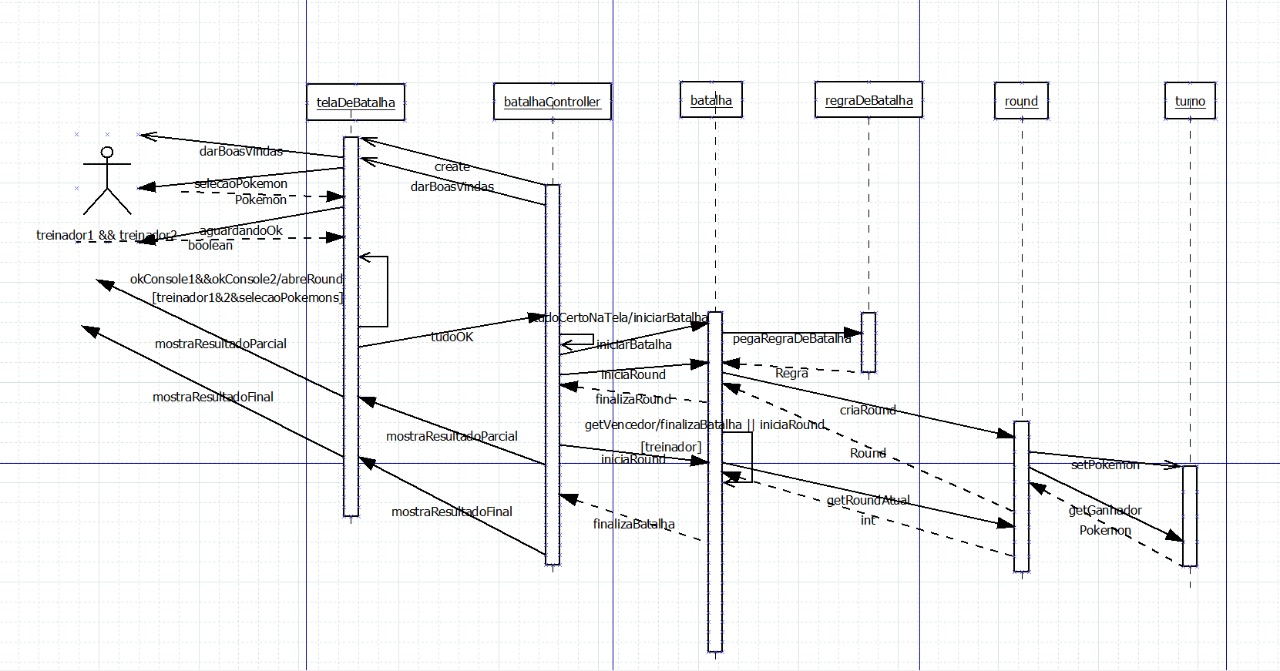 telaDeBatalha
batalhaController
batalha
regraDeBatalha
round
turno
darBoasVindas
create
selecaoPokemon
darBoasVindas
Pokemon
treinador1 && treinador2
aguardandoOk
boolean
okConsole1&&okConsole2/abreRound
[treinador1&2&selecaoPokemons]
tudoCertoNaTela/iniciarBatalha
tudoOK
iniciarBatalha
pegaRegraDeBatalha
mostraResultadoParcial
iniciaRound
Regra
mostraResultadoFinal
finalizaRound
criaRound
getVencedor/finalizaBatalha || iniciaRound
mostraResultadoParcial
[treinador]
iniciaRound
Round
setPokemon
getRoundAtual
int
getGanhador
Pokemon
mostraResultadoFinal
finalizaBatalha